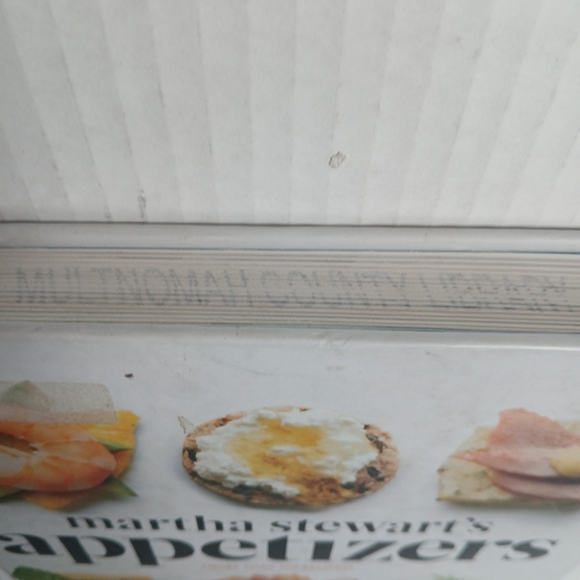 MULTNOMAH COUNTY LIBRARY
martha stewart's
appetizers